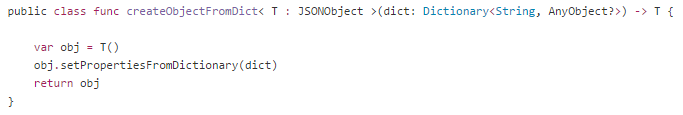 public class func createObjectFromDict< T : JSONObject >(dict: Dictionary<String, AnyObject?>) -> T {
    var obj = T()
    obj.setPropertiesFromDictionary(dict)
    return obj
}